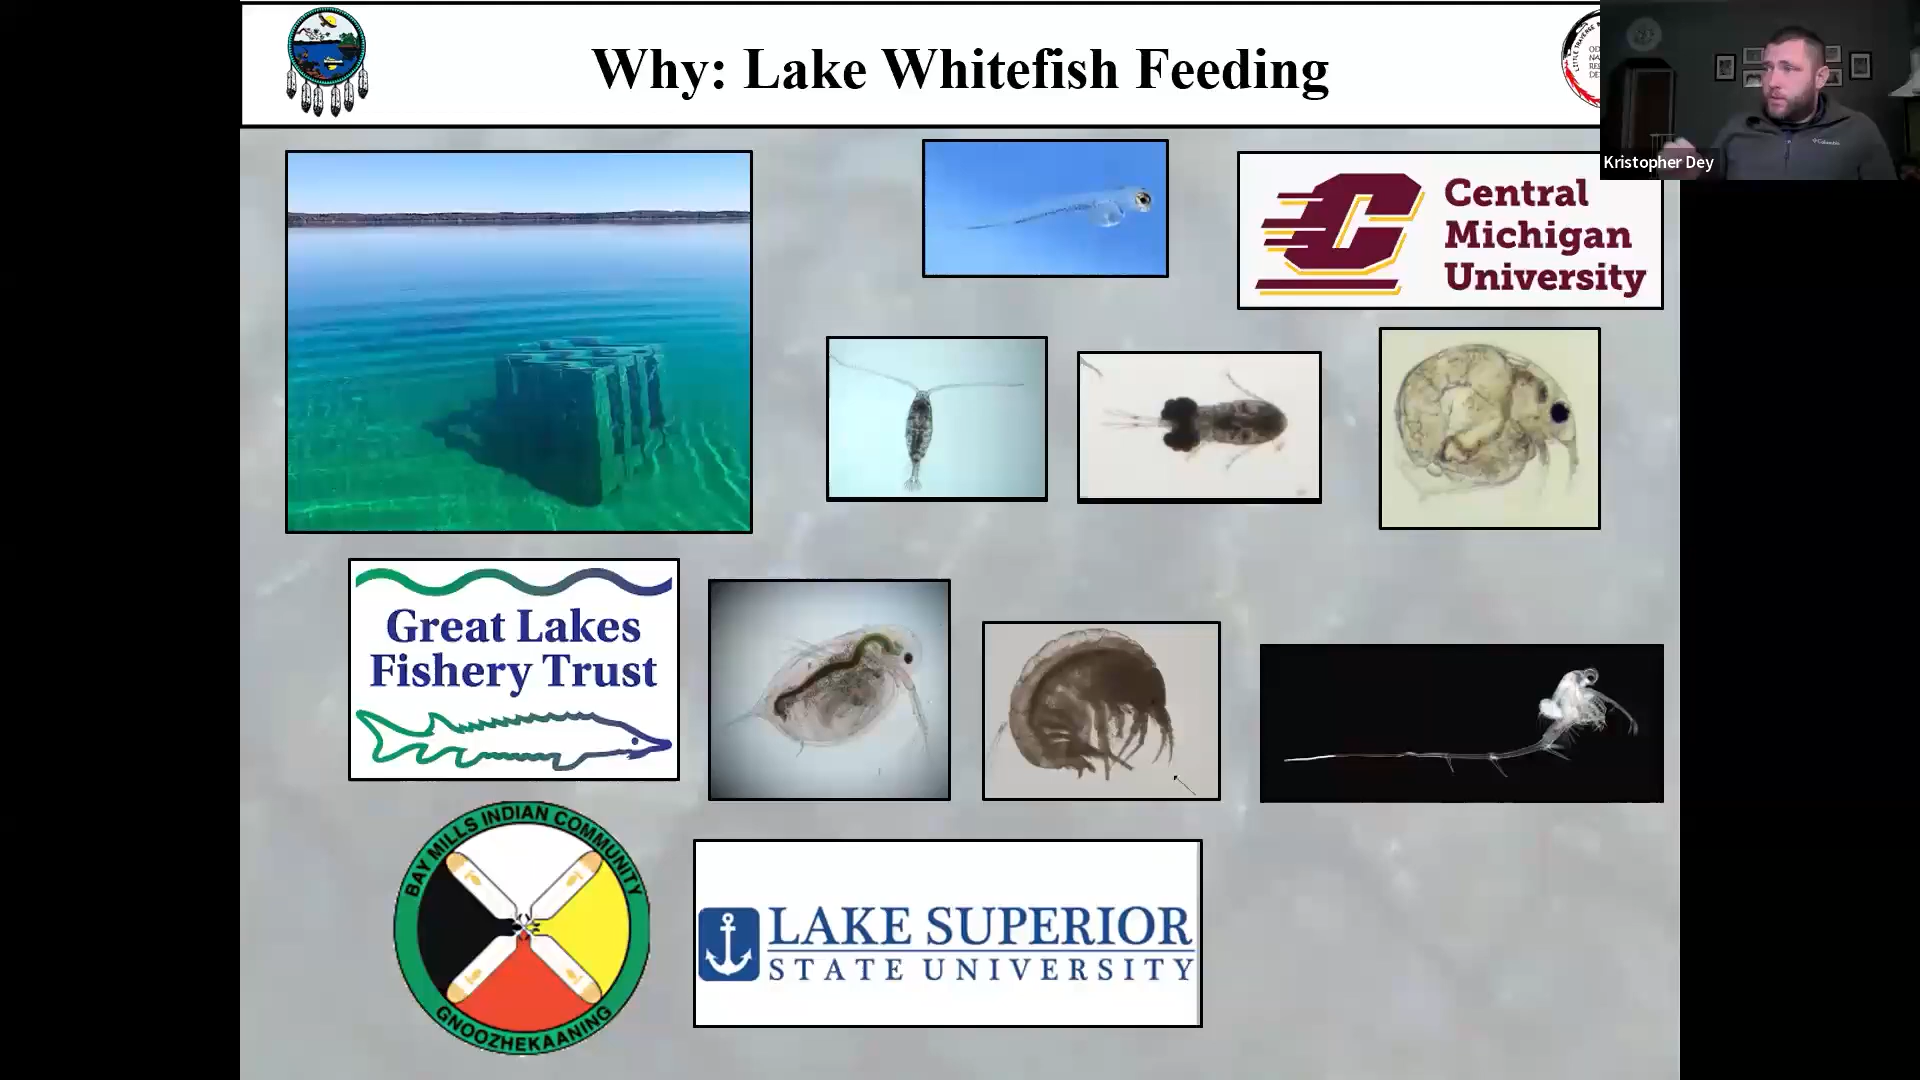 Why: Lake Whitefish Feeding
Kristopher Dey
Columbia
Central
Michigan
University
Great Lakes
Fishery Trust
BAY MILLS INDIAN COMMUNITY
GNOOZHEKAANING
LAKE SUPERIOR
STATE UNIVERSITY